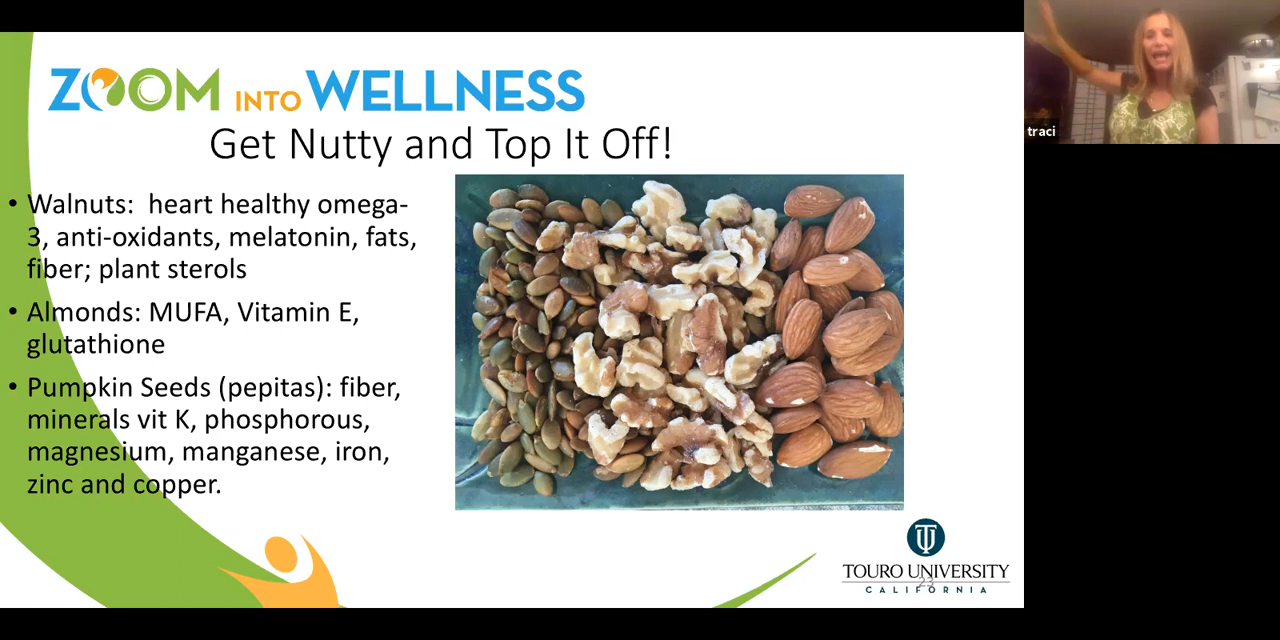 ZOOM INTO WELLNESS
Get Nutty and Top It Off!
• Walnuts:  heart healthy omega-
3, anti-oxidants, melatonin, fats,
fiber; plant sterols
• Almonds: MUFA, Vitamin E,
glutathione
• Pumpkin Seeds (pepitas): fiber,
minerals vit K, phosphorous,
magnesium, manganese, iron,
zinc and copper.
TOURO UNIVERSITY
23
CALIFORNIA
traci